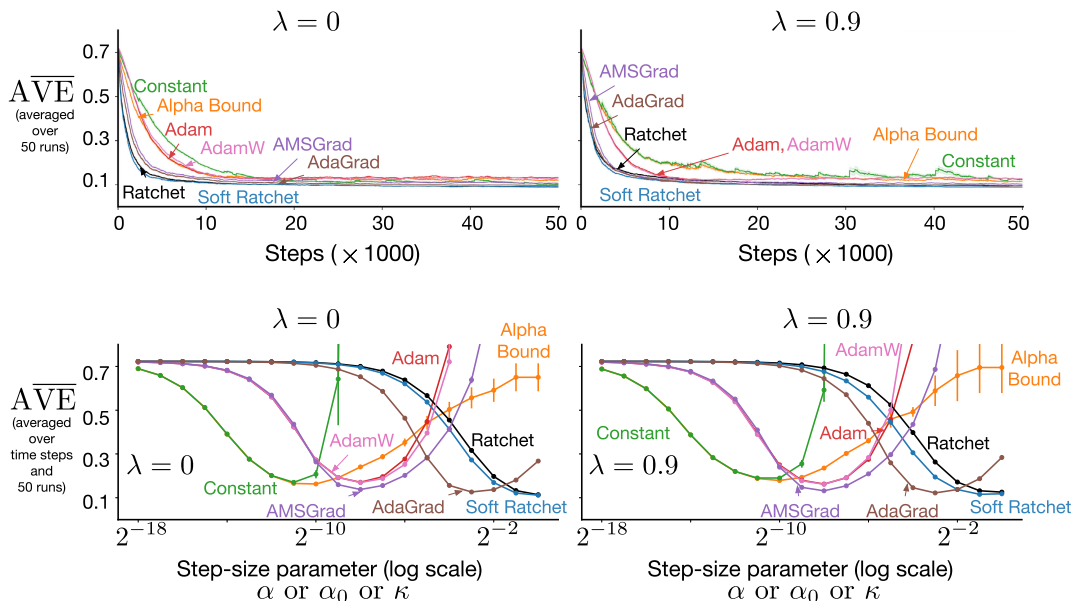 λ = 0
λ = 0.9
0.7
Constant
AMSGrad
AV̅E̅
0.5
Alpha Bound
AdaGrad
(averaged
over
50 runs)
0.3
Adam
AdamW
AMSGrad
AdaGrad
Ratchet
Adam, AdamW
Alpha Bound
Constant
0.1
Ratchet
Soft Ratchet
Soft Ratchet
0 10 20 30 40 50
0 10 20 30 40 50
Steps ( × 1000)
Steps ( × 1000)
λ = 0
λ = 0.9
Alpha
Bound
0.7
Adam
AdamW
Alpha
Bound
AV̅E̅
(averaged
over
time steps
and
50 runs)
0.5
0.3
0.1
λ = 0
Constant
AdamW
AMSGrad
AdaGrad
Ratchet
Soft Ratchet
Constant
λ = 0.9
Adam
Ratchet
AMSGrad
AdaGrad
Soft Ratchet
2⁻¹⁸ 2⁻¹⁰ 2⁻²
2⁻¹⁸ 2⁻¹⁰ 2⁻²
Step-size parameter (log scale)
α or α₀ or κ
Step-size parameter (log scale)
α or α₀ or κ